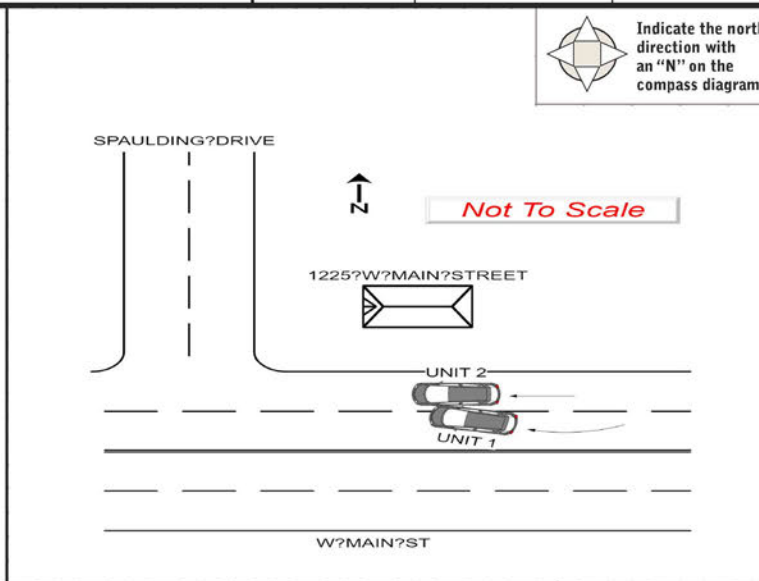 Indicate the north
direction with
an “N” on the
compass diagram
SPAULDING?DRIVE
N
Not To Scale
1225?W?MAIN?STREET
UNIT 2
UNIT 1
W?MAIN?ST